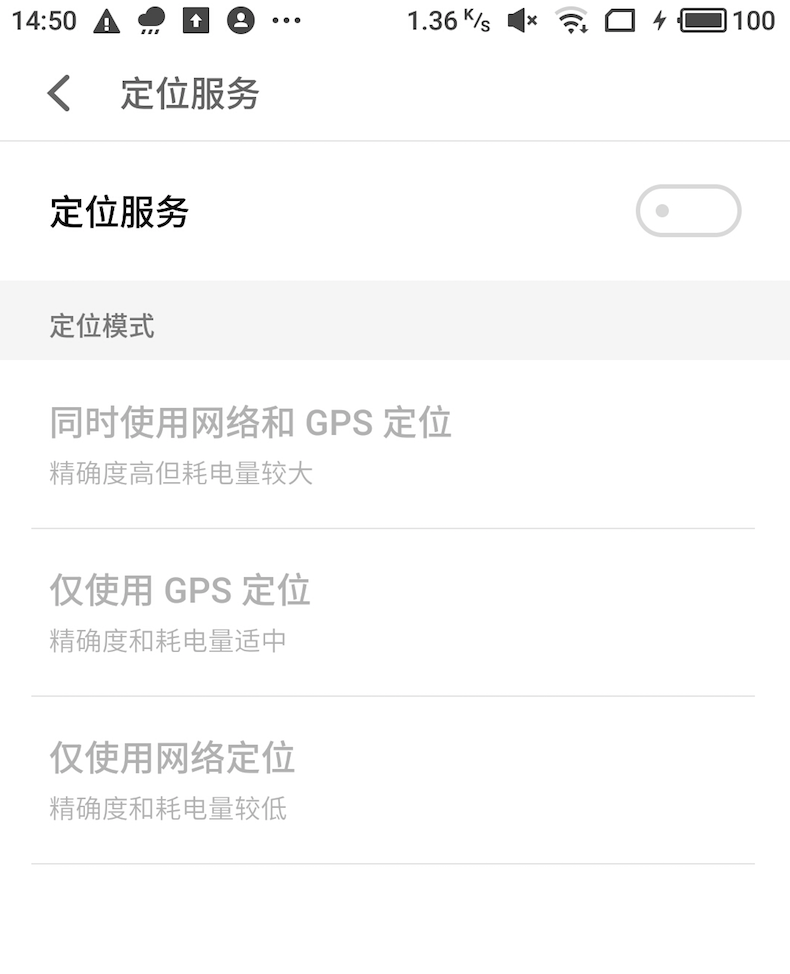 14:50 1.36 K/s 100
定位服务
定位服务
定位模式
同时使用网络和 GPS 定位
精确度高但耗电量较大
仅使用 GPS 定位
精确度和耗电量适中
仅使用网络定位
精确度和耗电量较低